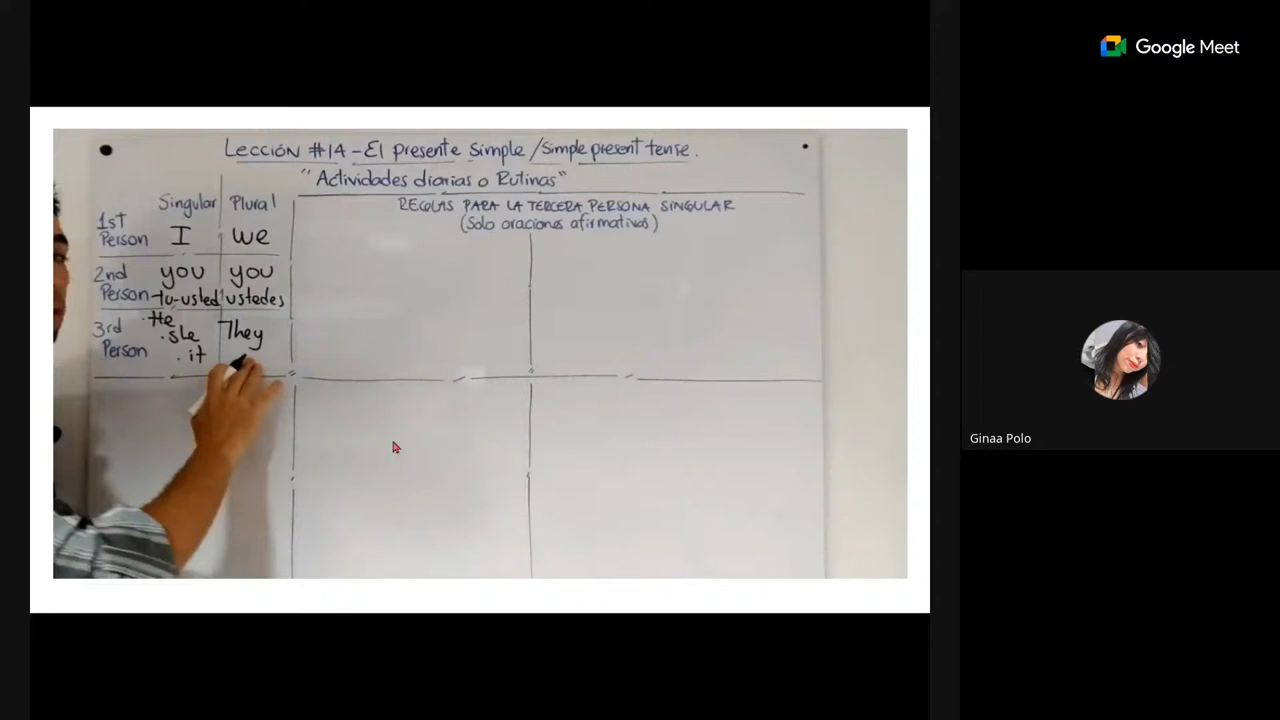 Google Meet
LECCIÓN #14 - El presente simple / Simple present tense.
"Actividades diarias o Rutinas"
Singular Plural
REGLAS PARA LA TERCERA PERSONA SINGULAR
(Solo oraciones afirmativas)
1st Person I we
2nd Person you you
tu-usted ustedes
3rd Person
. He
. she They
. it
Ginaa Polo